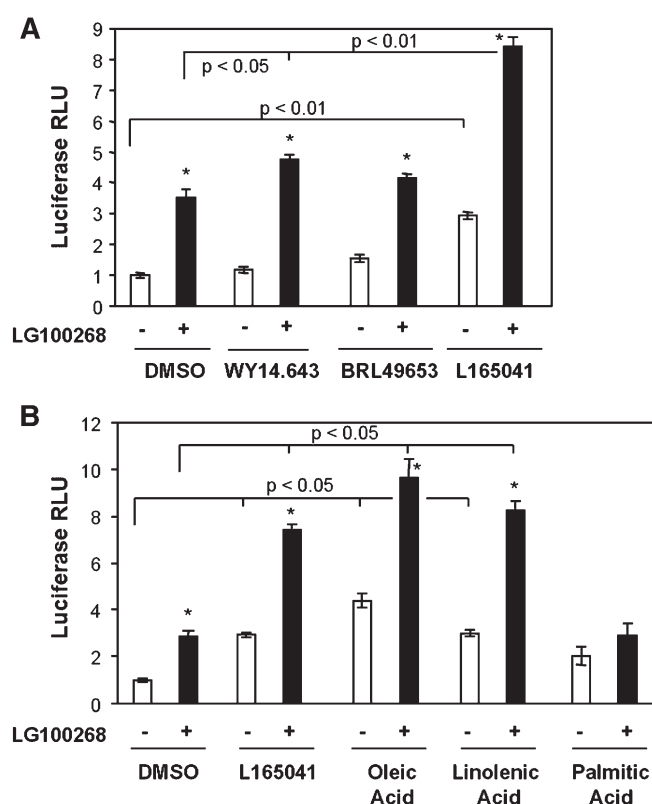 A
9
8
7
6
5
4
3
2
1
0
Luciferase RLU
p < 0.01
p < 0.05
p < 0.01
*
*
*
*
LG100268 - + - + - + - +
DMSO WY14.643 BRL49653 L165041
B
12
10
8
6
4
2
0
Luciferase RLU
p < 0.05
p < 0.05
*
*
*
*
LG100268 - + - + - + - + - +
DMSO L165041 Oleic Acid Linolenic Acid Palmitic Acid